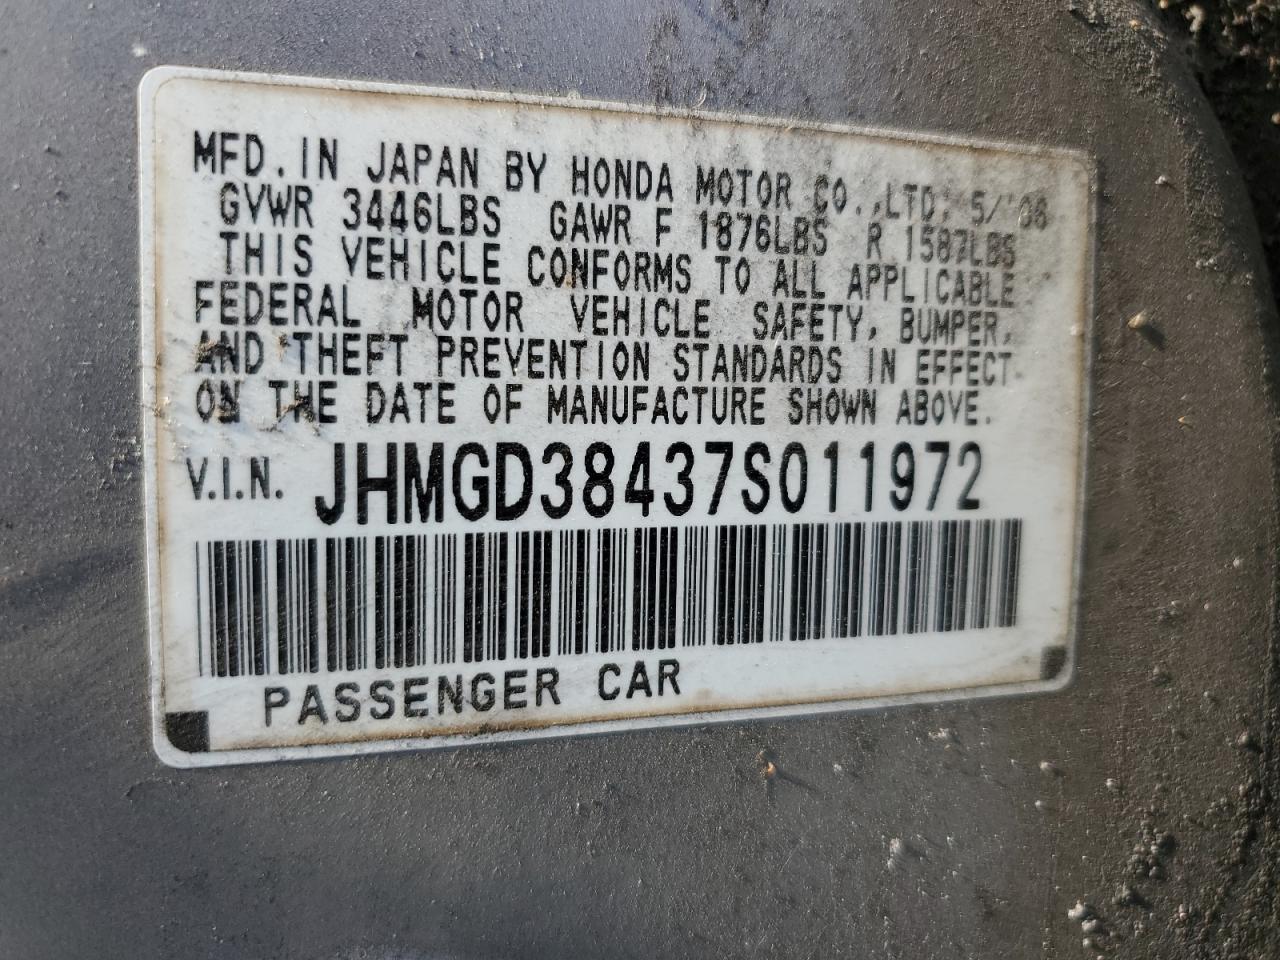 MFD. IN JAPAN BY HONDA MOTOR CO., LTD. 5/'06
GVWR 3446LBS GAWR F 1876LBS R 1587LBS
THIS VEHICLE CONFORMS TO ALL APPLICABLE
FEDERAL MOTOR VEHICLE SAFETY, BUMPER,
AND THEFT PREVENTION STANDARDS IN EFFECT
ON THE DATE OF MANUFACTURE SHOWN ABOVE.
V.I.N. JHMGD38437S011972
PASSENGER CAR